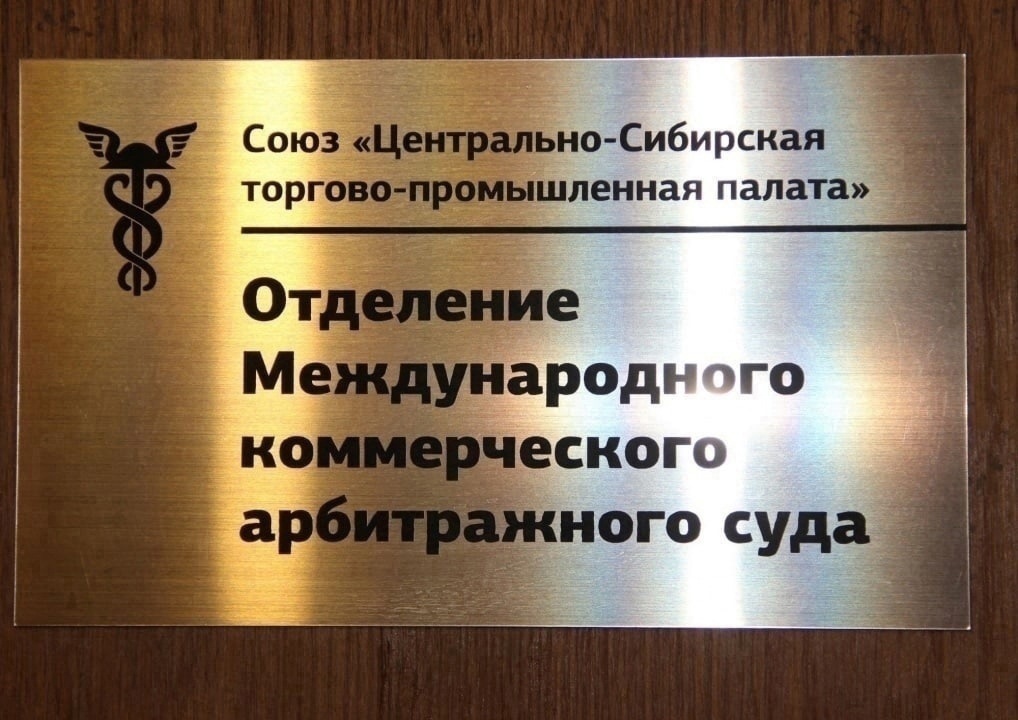 Союз «Центрально-Сибирская
торгово-промышленная палата»
Отделение
Международного
коммерческого
арбитражного суда